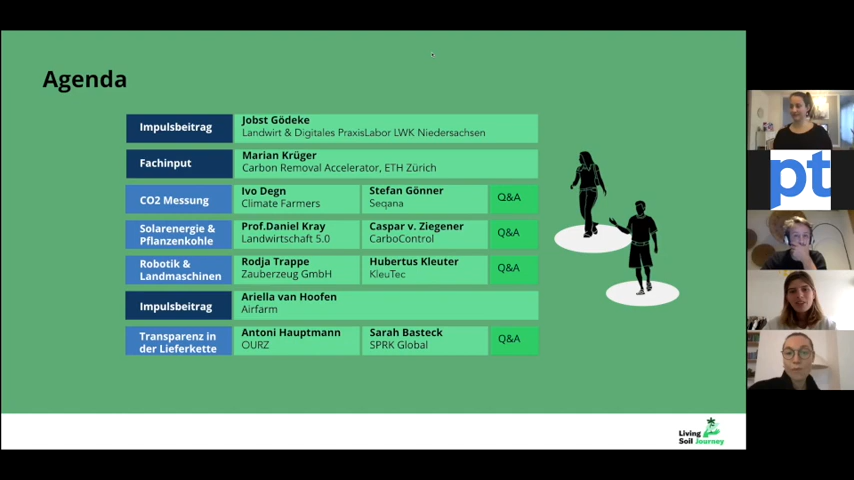 Agenda
Impulsbeitrag
Jobst Gödeke
Landwirt & Digitales PraxisLabor LWK Niedersachsen
Fachinput
Marian Krüger
Carbon Removal Accelerator, ETH Zürich
CO2 Messung
Ivo Degn
Climate Farmers
Stefan Gönner
Seqana
Q&A
Solarenergie &
Pflanzenkohle
Prof.Daniel Kray
Landwirtschaft 5.0
Caspar v. Ziegener
CarboControl
Q&A
Robotik &
Landmaschinen
Rodja Trappe
Zauberzeug GmbH
Hubertus Kleuter
KleuTec
Q&A
Impulsbeitrag
Ariella van Hoofen
Airfarm
Transparenz in
der Lieferkette
Antoni Hauptmann
OURZ
Sarah Basteck
SPRK Global
Q&A
Living
Soil Journey
pt